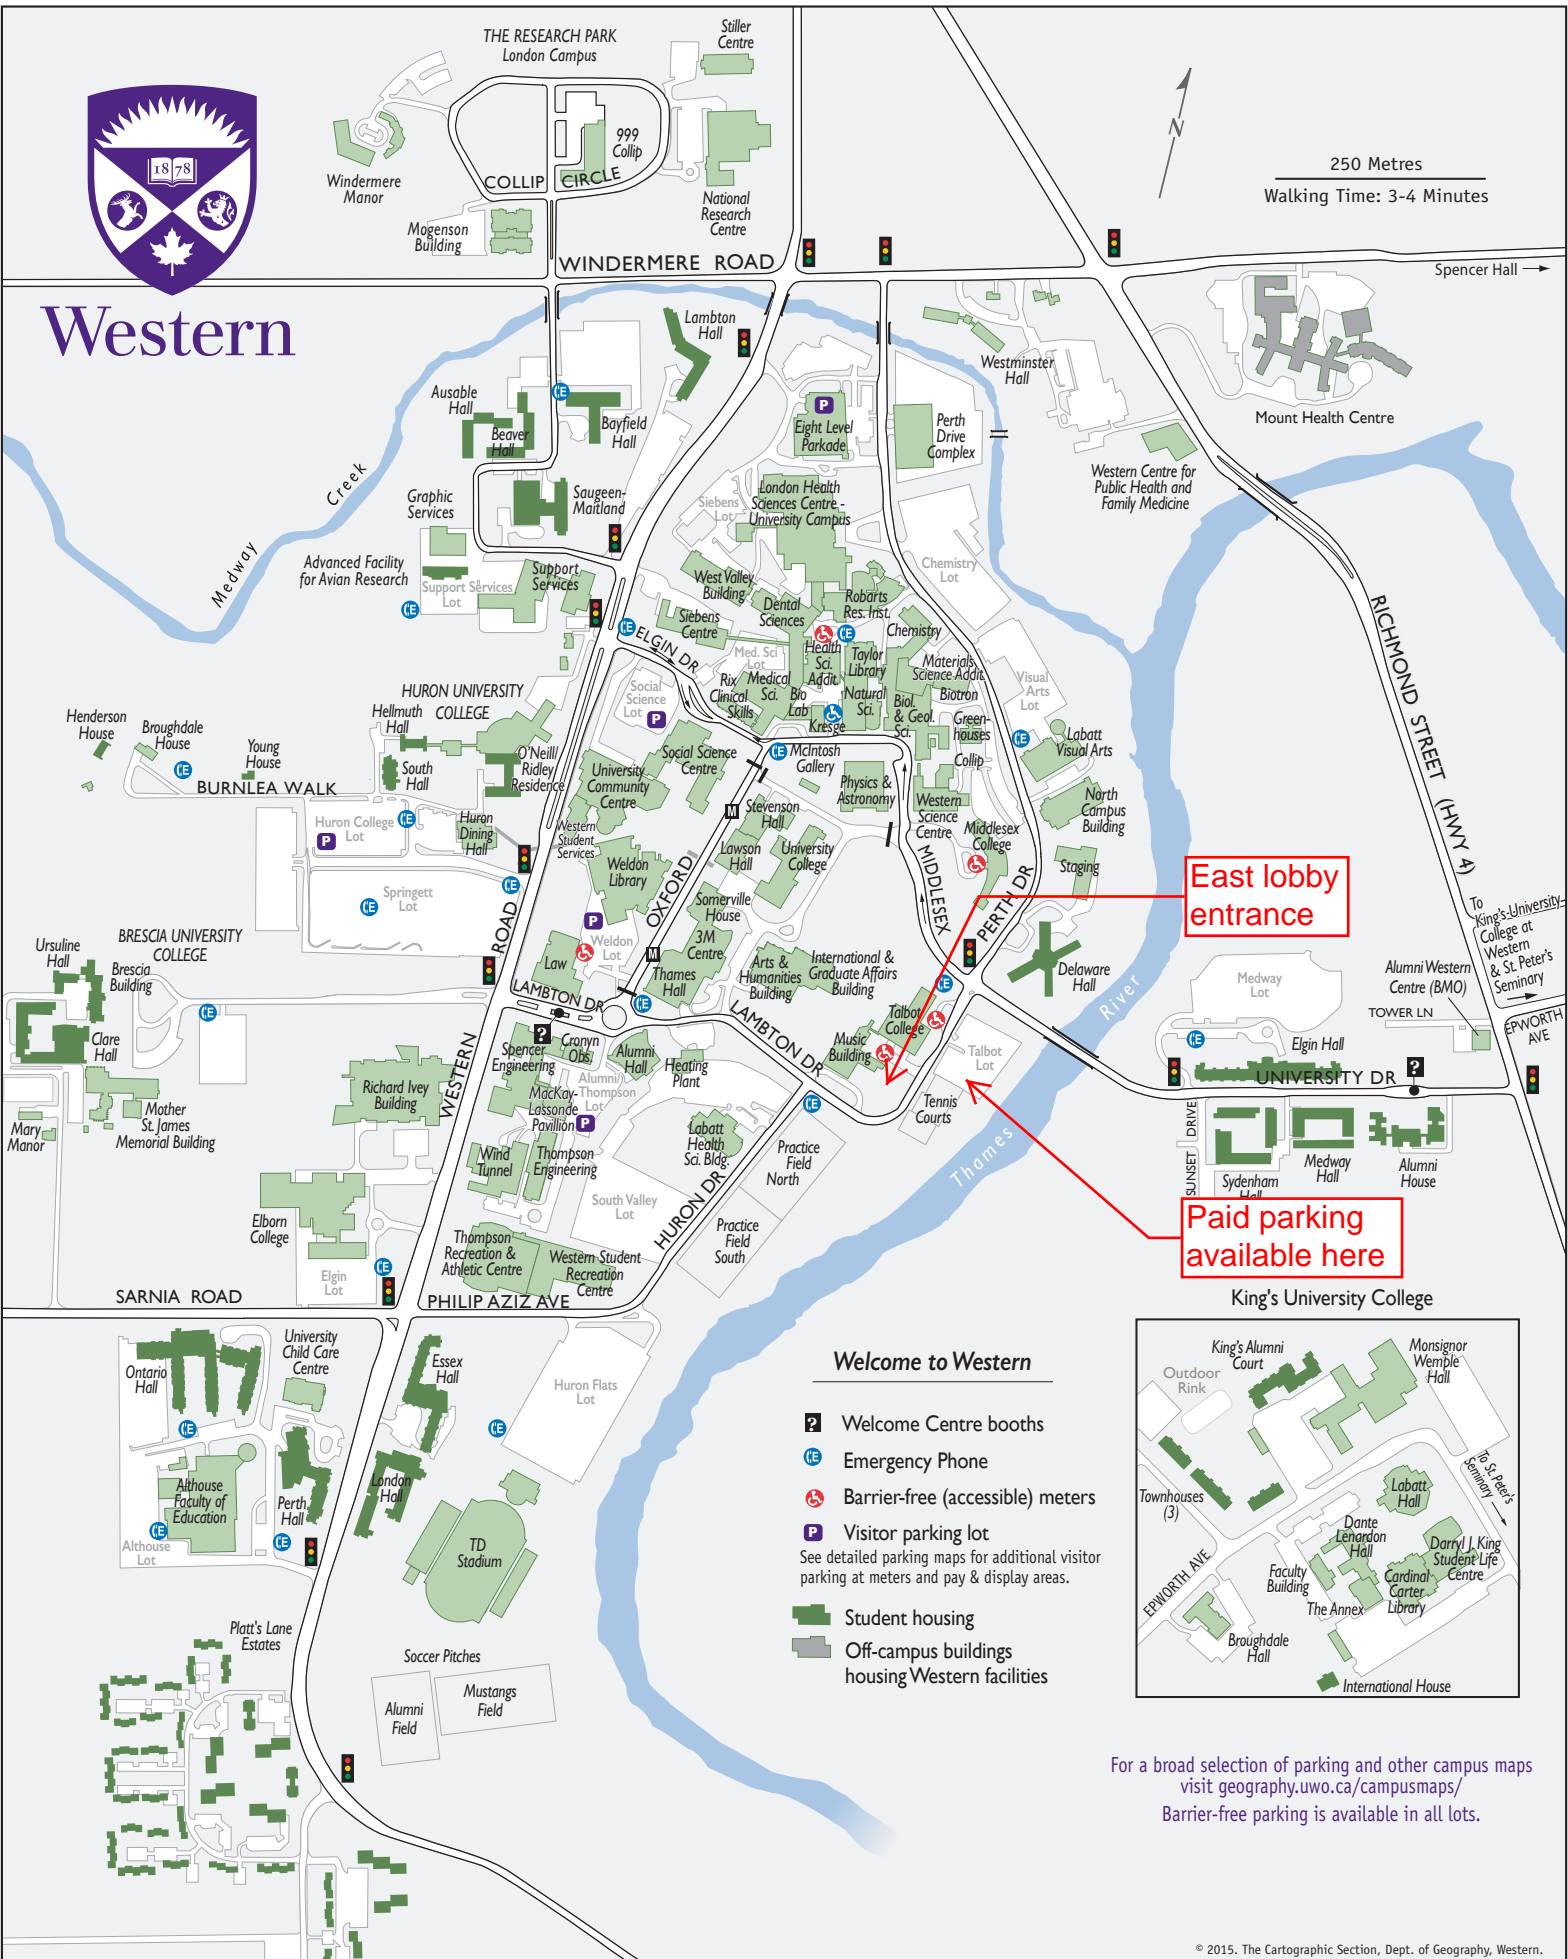 THE RESEARCH PARK
London Campus
Stiller
Centre
999
Collip
COLLIP CIRCLE
Windermere
Manor
Mogenson
Building
National
Research
Centre
1878
Western
N
250 Metres
Walking Time: 3-4 Minutes
WINDERMERE ROAD
Spencer Hall
Lambton
Hall
Westminster
Hall
Mount Health Centre
Ausable
Hall
Beaver
Hall
Bayfield
Hall
P
Eight Level
Parkade
Perth
Drive
Complex
Western Centre for
Public Health and
Family Medicine
Medway
Creek
Graphic
Services
Saugeen-
Maitland
Siebens
Lot
London Health
Sciences Centre -
University Campus
Advanced Facility
for Avian Research
Support Services
Lot
Support
Services
Chemistry
Lot
West Valley
Building
Dental
Sciences
Robarts
Res. Inst.
Siebens
Centre
Chemistry
ELGIN DR
Med. Sci
Lot
Health
Sci.
Addit.
Taylor
Library
Materials
Science Addit.
Biotron
Visual
Arts
Lot
Social
Science
Lot
P
Rix
Clinical
Skills
Medical
Sci.
Bio
Lab
Natural
Sci.
Kresge
Biol.
& Geol.
Sci.
Green-
houses
Collip
Labatt
Visual Arts
RICHMOND STREET (HWY 4)
HURON UNIVERSITY
COLLEGE
Hellmuth
Hall
Henderson
House
Broughdale
House
Young
House
South
Hall
O'Neill/
Ridley
Residence
BURNLEA WALK
Social Science
Centre
University
Community
Centre
McIntosh
Gallery
Physics &
Astronomy
Western
Science
Centre
North
Campus
Building
Huron College
Lot
P
Huron
Dining
Hall
Western
Student
Services
M
Stevenson
Hall
Lawson
Hall
University
College
Middlesex
College
MIDDLESEX
Staging
Weldon
Library
OXFORD
Springett
Lot
East lobby
entrance
Somerville
House
PERTH DR
To
King's University
College at
Western
& St. Peter's
Seminary
P
Weldon
Lot
M
3M
Centre
Law
Thames
Hall
Arts &
Humanities
Building
International &
Graduate Affairs
Building
Delaware
Hall
Medway
Lot
Alumni Western
Centre (BMO)
TOWER LN
EPWORTH
AVE
BRESCIA UNIVERSITY
COLLEGE
Ursuline
Hall
Brescia
Building
Clare
Hall
Mother
St. James
Memorial Building
Mary
Manor
LAMBTON DR
LAMBTON DR
?
Spencer
Engineering
Cronyn
Obs.
Alumni
Hall
Heating
Plant
Music
Building
Talbot
College
Talbot
Lot
Tennis
Courts
Elgin Hall
?
UNIVERSITY DR
Richard Ivey
Building
WESTERN ROAD
MacKay-
Lassonde
Pavillion
Alumni/
Thompson
Lot
P
Labatt
Health
Sci. Bldg.
Practice
Field
North
Thames River
SUNSET DRIVE
Sydenham
Hall
Medway
Hall
Alumni
House
Wind
Tunnel
Thompson
Engineering
South Valley
Lot
HURON DR
Practice
Field
South
Paid parking
available here
Elborn
College
Elgin
Lot
Thompson
Recreation &
Athletic Centre
Western Student
Recreation
Centre
SARNIA ROAD
PHILIP AZIZ AVE
King's University College
Ontario
Hall
University
Child Care
Centre
Essex
Hall
Huron Flats
Lot
Althouse
Faculty of
Education
Althouse
Lot
Perth
Hall
London
Hall
TD
Stadium
Platt's Lane
Estates
Soccer Pitches
Alumni
Field
Mustangs
Field
Welcome to Western
? Welcome Centre booths
E Emergency Phone
Barrier-free (accessible) meters
P Visitor parking lot
See detailed parking maps for additional visitor
parking at meters and pay & display areas.
Student housing
Off-campus buildings
housing Western facilities
King's Alumni
Court
Monsignor
Wemple
Hall
Outdoor
Rink
To St. Peter's
Seminary
Townhouses
(3)
Labatt
Hall
Dante
Lenardon
Hall
Darryl J. King
Student Life
Centre
Faculty
Building
Cardinal
Carter
Library
The Annex
EPWORTH AVE
Broughdale
Hall
International House
For a broad selection of parking and other campus maps
visit geography.uwo.ca/campusmaps/
Barrier-free parking is available in all lots.
© 2015. The Cartographic Section, Dept. of Geography, Western.